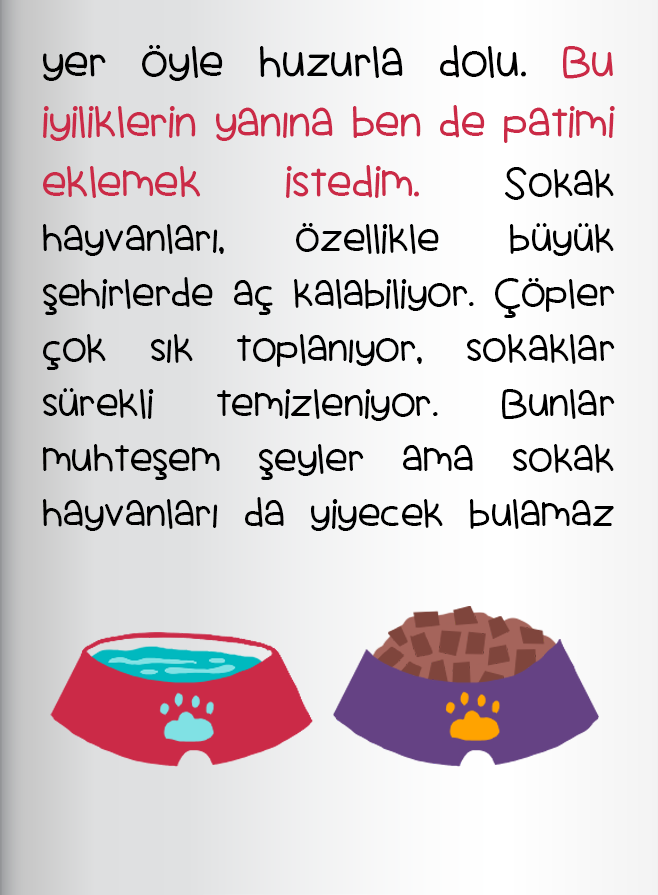 yer öyle huzurla dolu. Bu
iyiliklerin yanına ben de patimi
eklemek istedim. Sokak
hayvanları, özellikle büyük
şehirlerde aç kalabiliyor. Çöpler
çok sık toplanıyor, sokaklar
sürekli temizleniyor. Bunlar
muhteşem şeyler ama sokak
hayvanları da yiyecek bulamaz